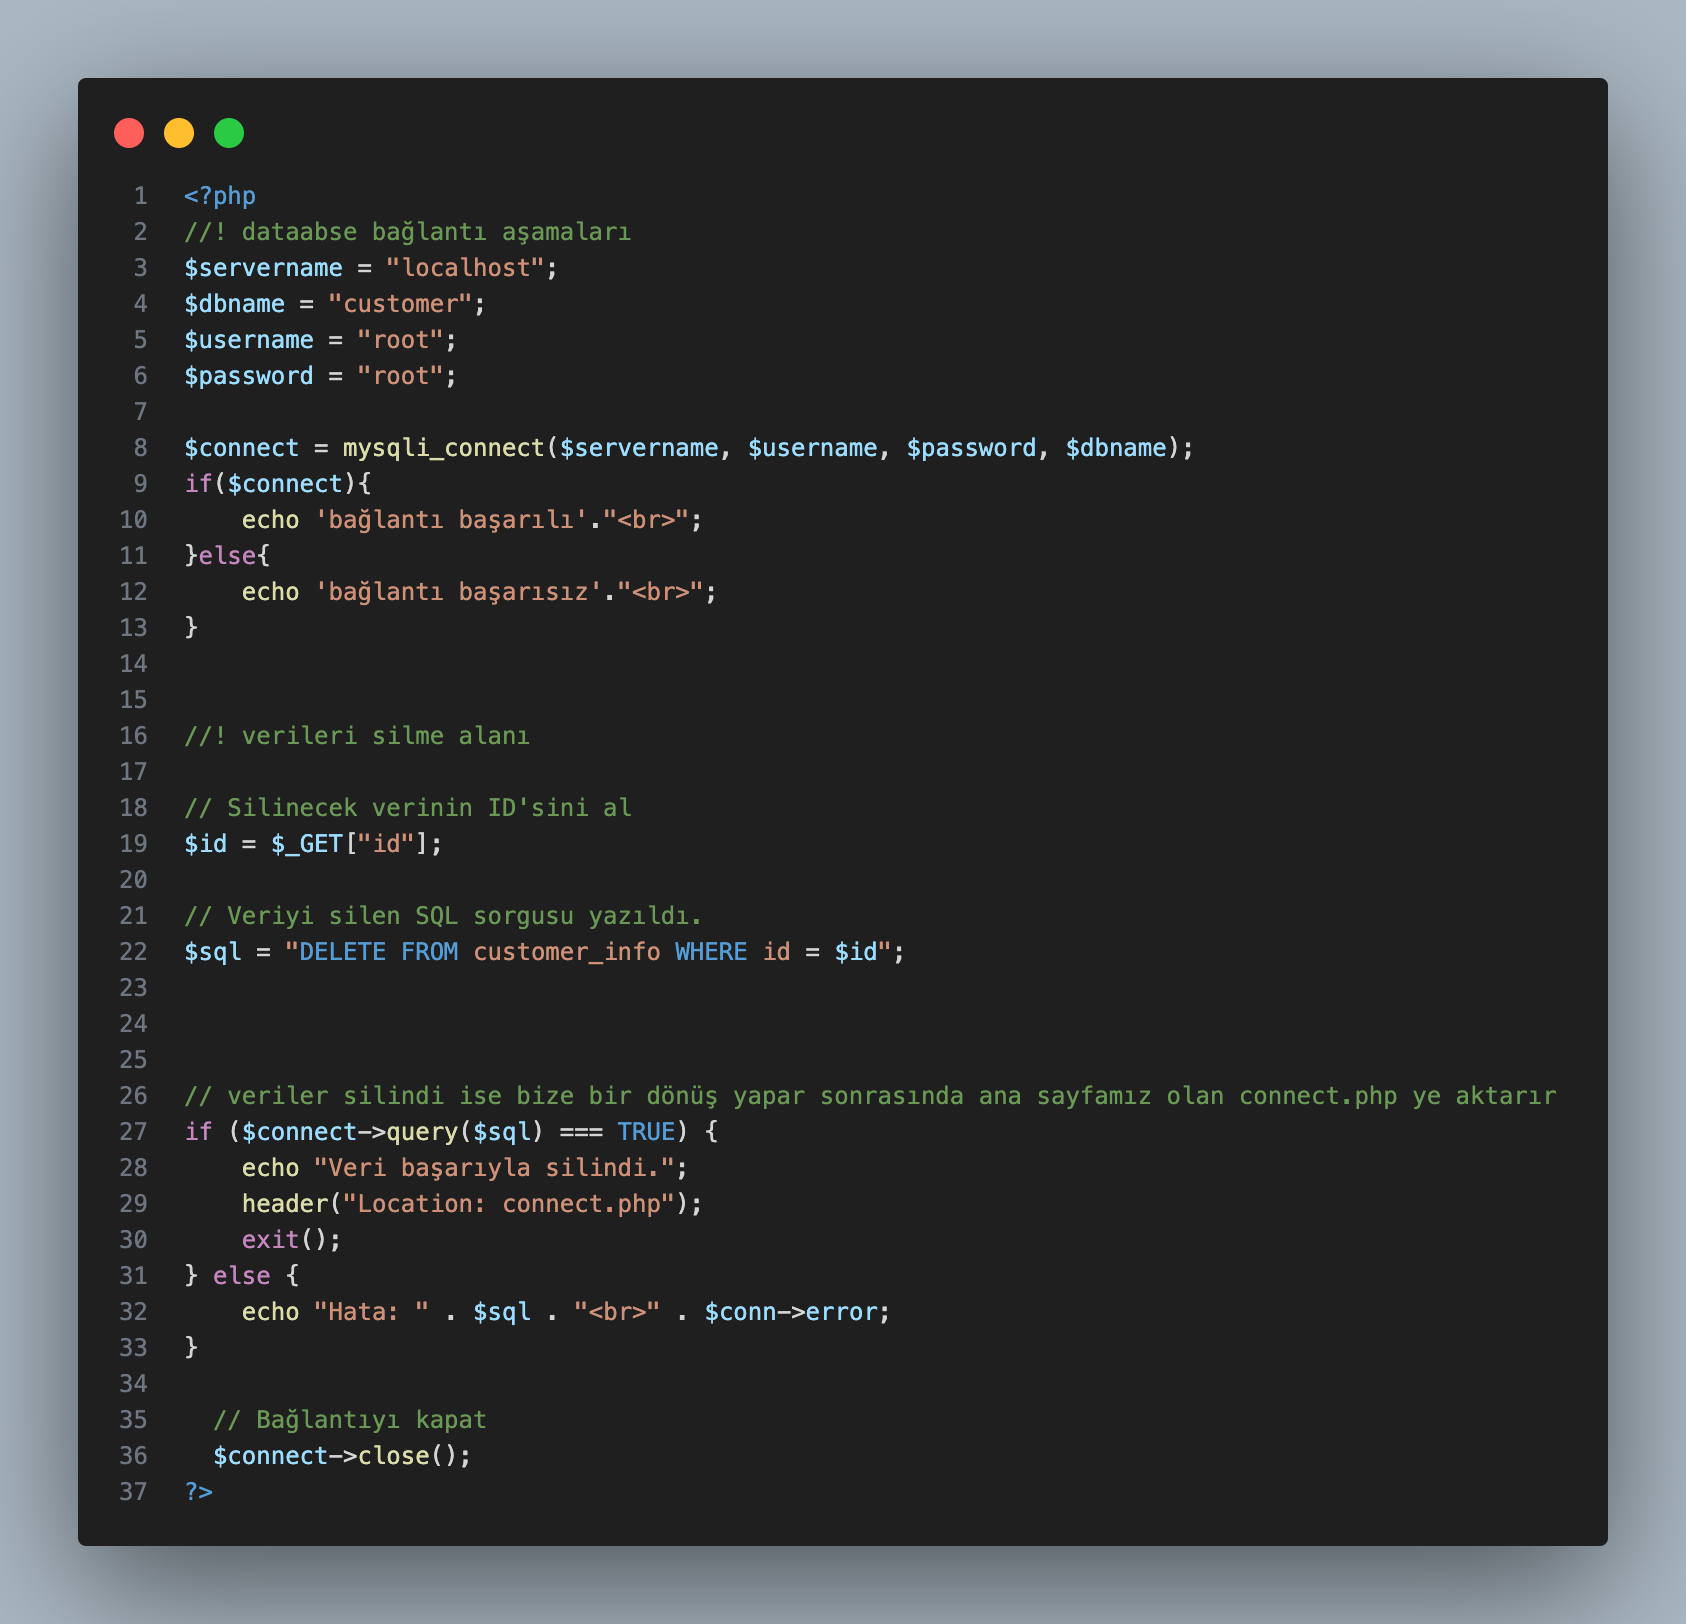 1 <?php
2 //! dataabse bağlantı aşamaları
3 $servername = "localhost";
4 $dbname = "customer";
5 $username = "root";
6 $password = "root";
7
8 $connect = mysqli_connect($servername, $username, $password, $dbname);
9 if($connect){
10     echo 'bağlantı başarılı'."<br>";
11 }else{
12     echo 'bağlantı başarısız'."<br>";
13 }
14
15
16 //! verileri silme alanı
17
18 // Silinecek verinin ID'sini al
19 $id = $_GET["id"];
20
21 // Veriyi silen SQL sorgusu yazıldı.
22 $sql = "DELETE FROM customer_info WHERE id = $id";
23
24
25
26 // veriler silindi ise bize bir dönüş yapar sonrasında ana sayfamız olan connect.php ye aktarır
27 if ($connect->query($sql) === TRUE) {
28     echo "Veri başarıyla silindi.";
29     header("Location: connect.php");
30     exit();
31 } else {
32     echo "Hata: " . $sql . "<br>" . $conn->error;
33 }
34
35   // Bağlantıyı kapat
36   $connect->close();
37 ?>